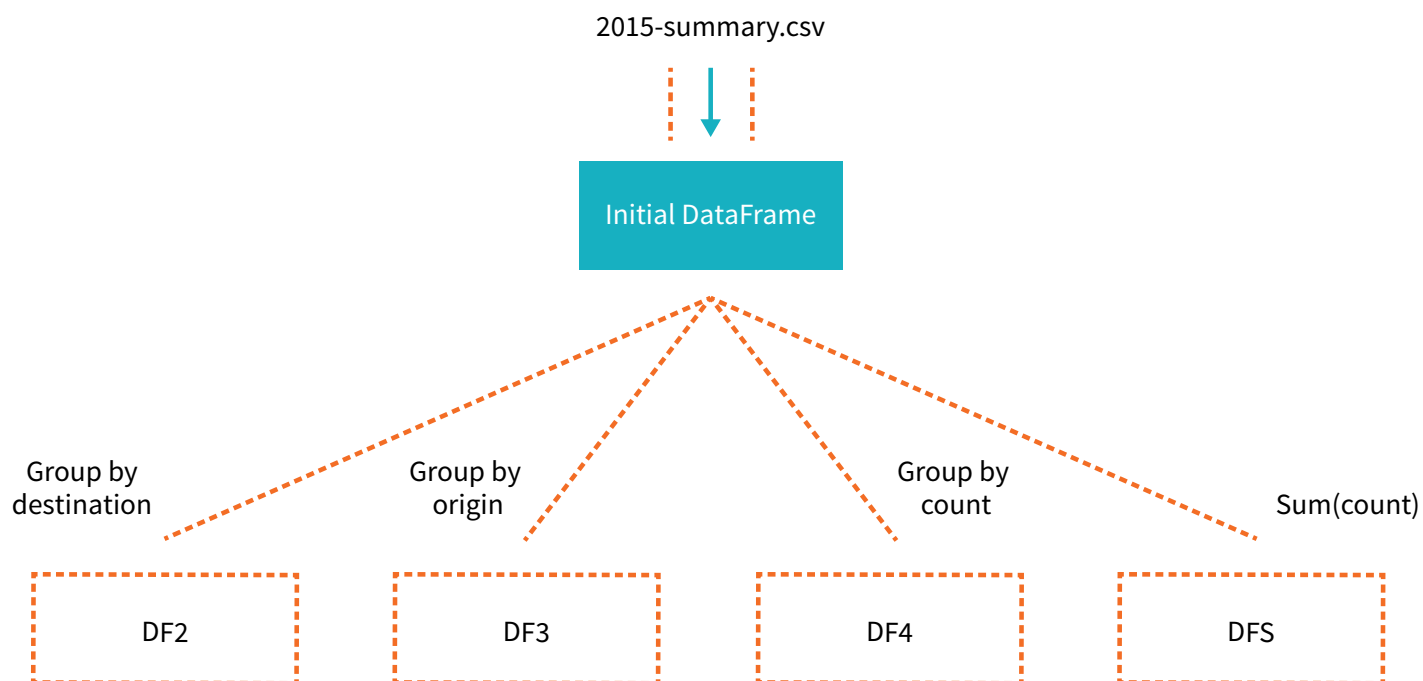 2015-summary.csv
Initial DataFrame
Group by
destination
Group by
origin
Group by
count
Sum(count)
DF2
DF3
DF4
DFS